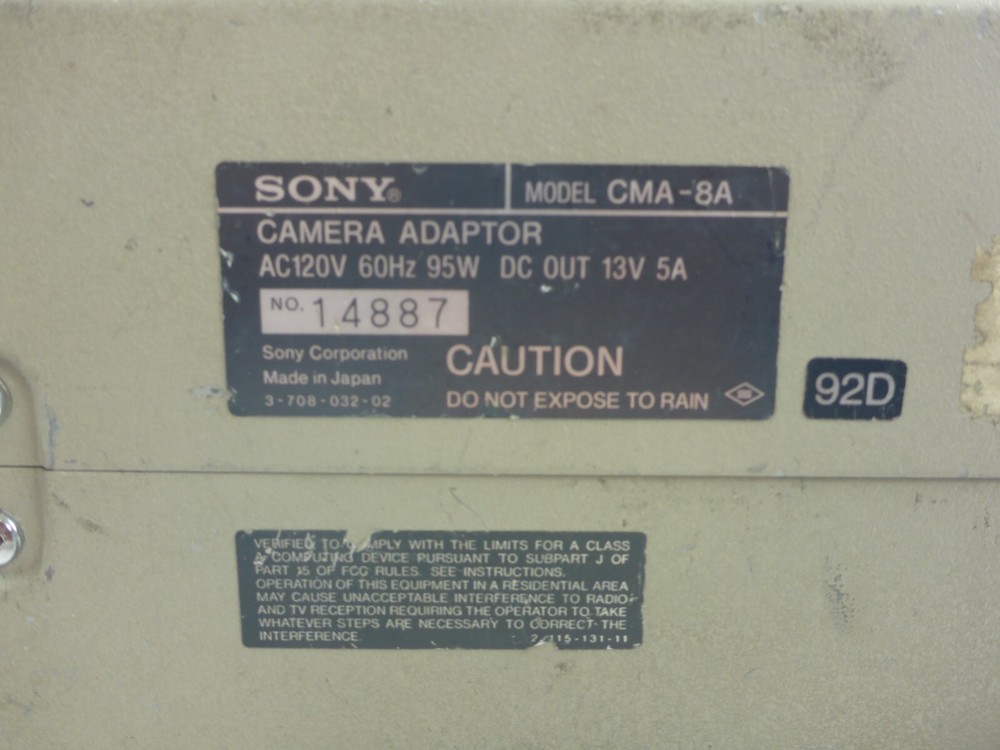 SONY®
MODEL CMA-8A
CAMERA ADAPTOR
AC120V 60Hz 95W DC OUT 13V 5A
NO. 14887
Sony Corporation
Made in Japan
3-708-032-02
CAUTION
DO NOT EXPOSE TO RAIN
92D
VERIFIED TO COMPLY WITH THE LIMITS FOR A CLASS
A COMPUTING DEVICE PURSUANT TO SUBPART J OF
PART 15 OF FCC RULES. SEE INSTRUCTIONS.
OPERATION OF THIS EQUIPMENT IN A RESIDENTIAL AREA
MAY CAUSE UNACCEPTABLE INTERFERENCE TO RADIO
AND TV RECEPTION REQUIRING THE OPERATOR TO TAKE
WHATEVER STEPS ARE NECESSARY TO CORRECT THE
INTERFERENCE.